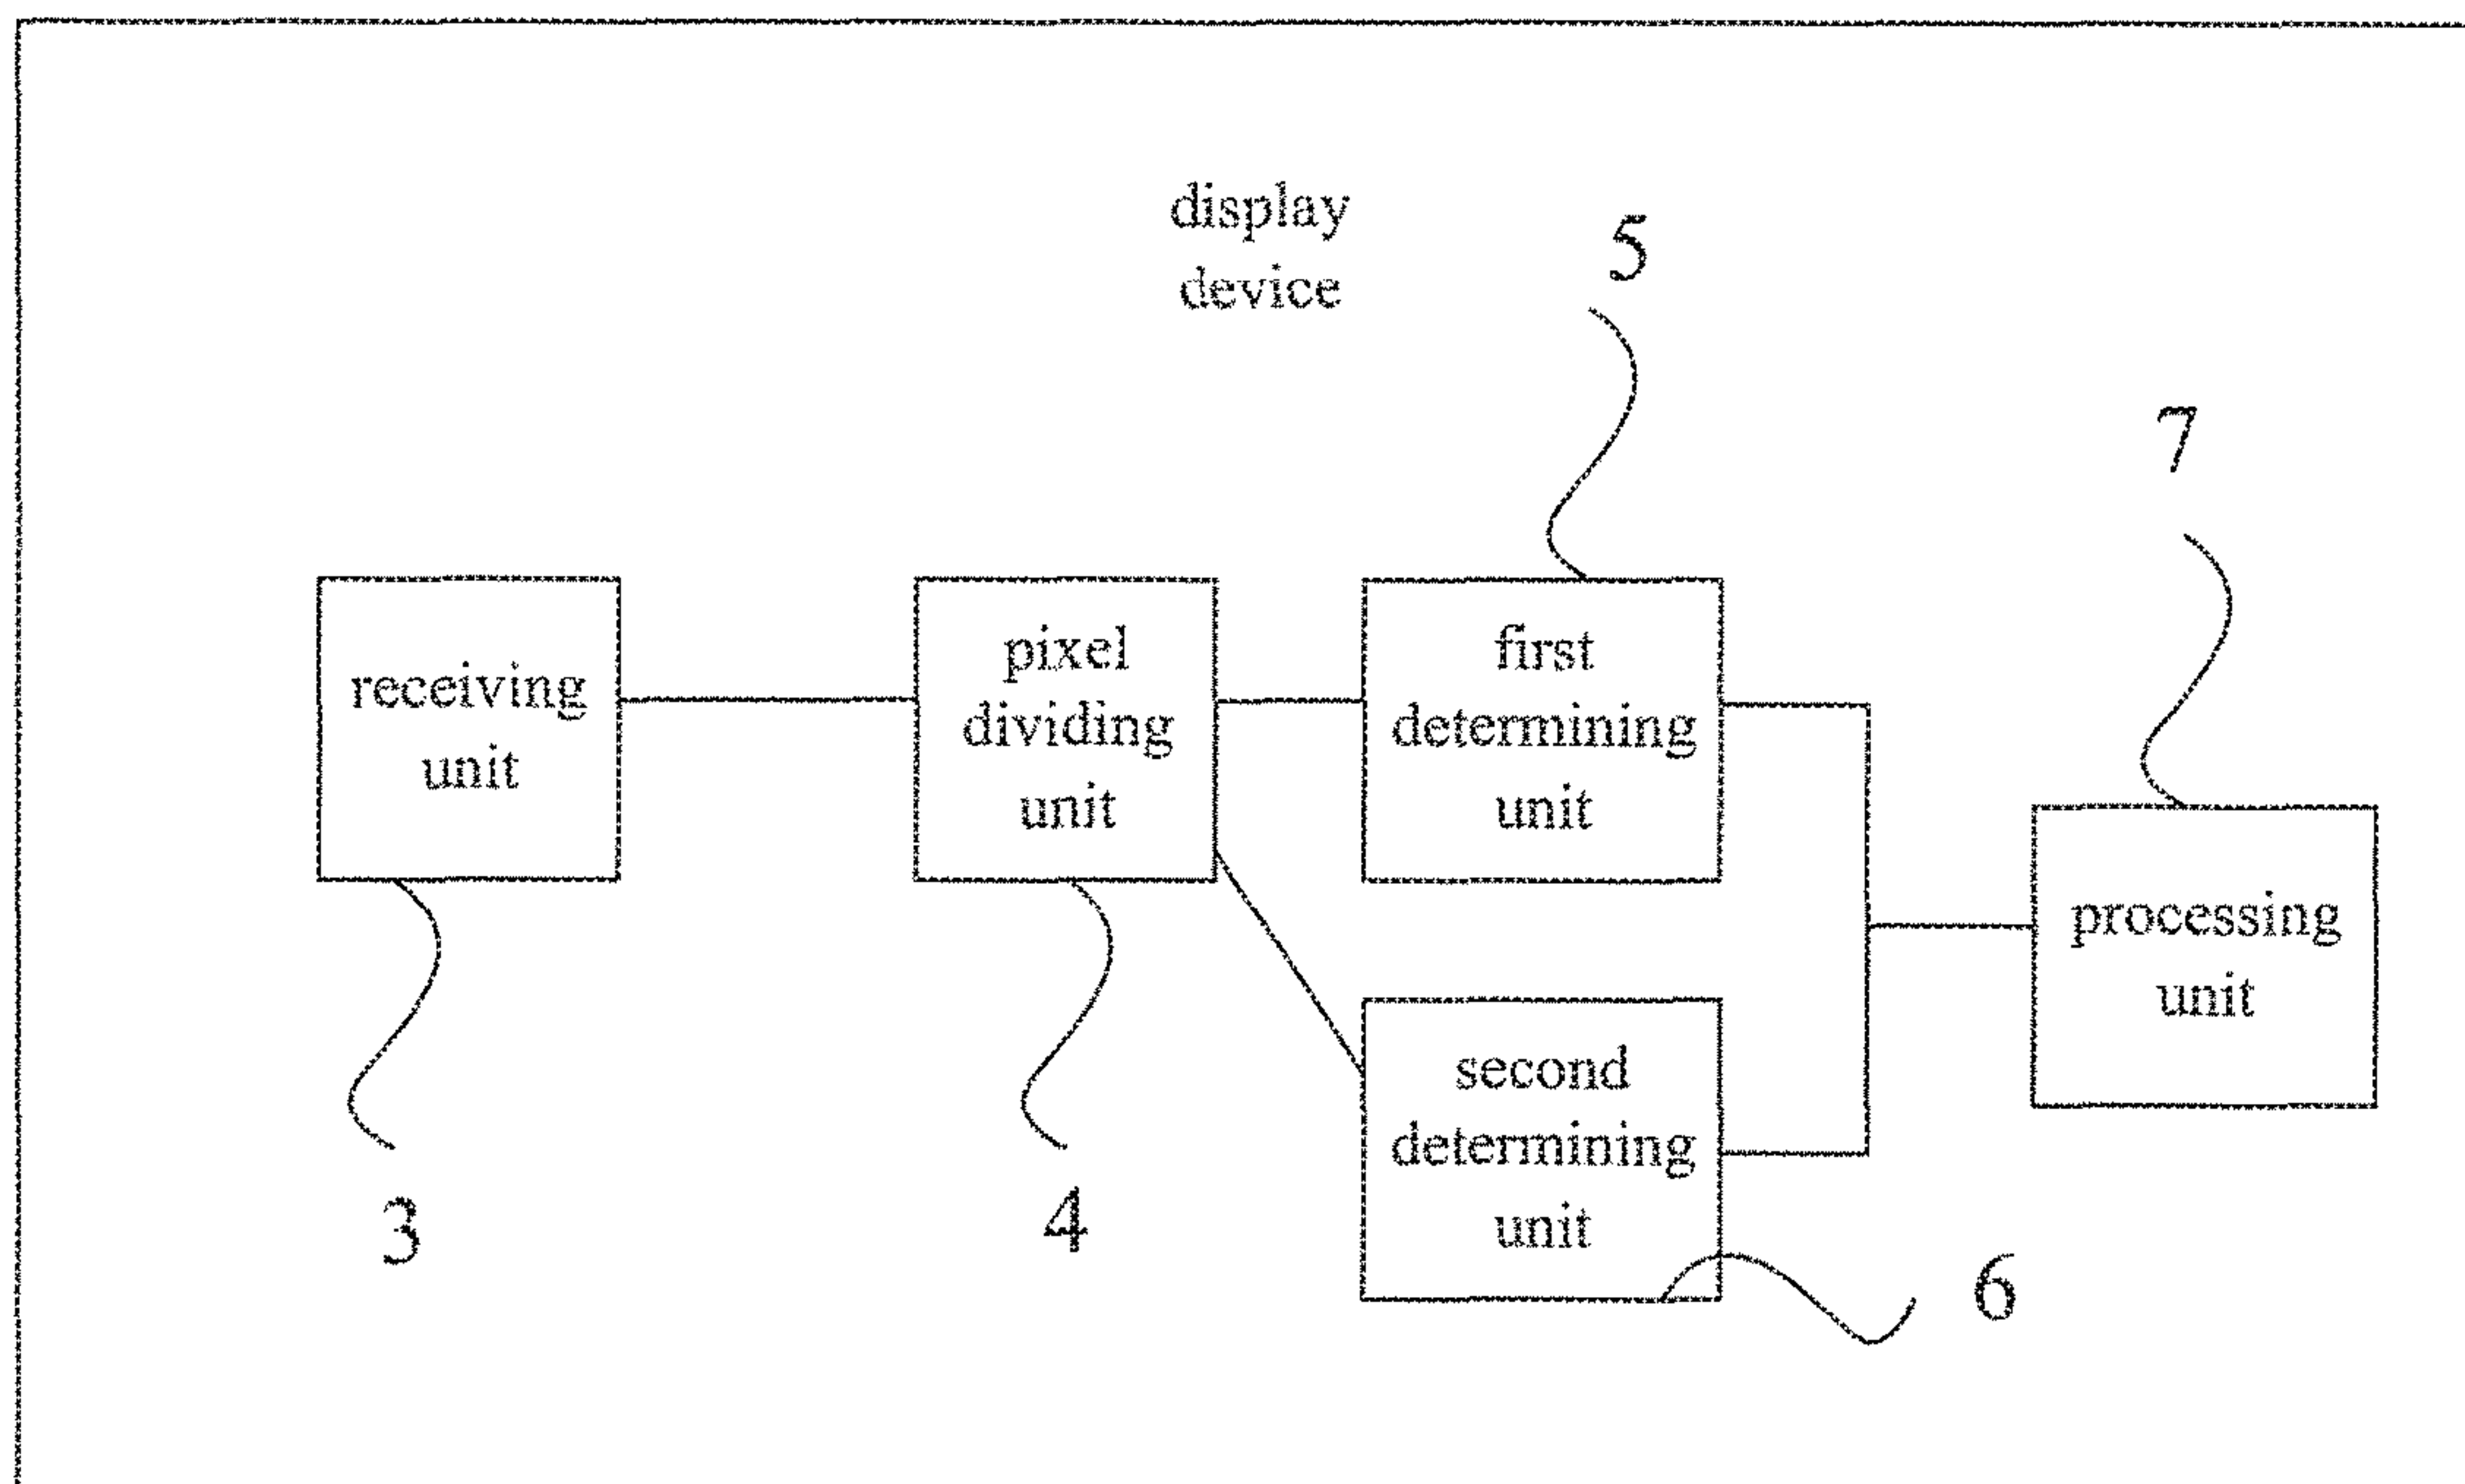 display
device
5
7
receiving
unit
pixel
dividing
unit
first
determining
unit
processing
unit
second
determining
unit
3
4
6